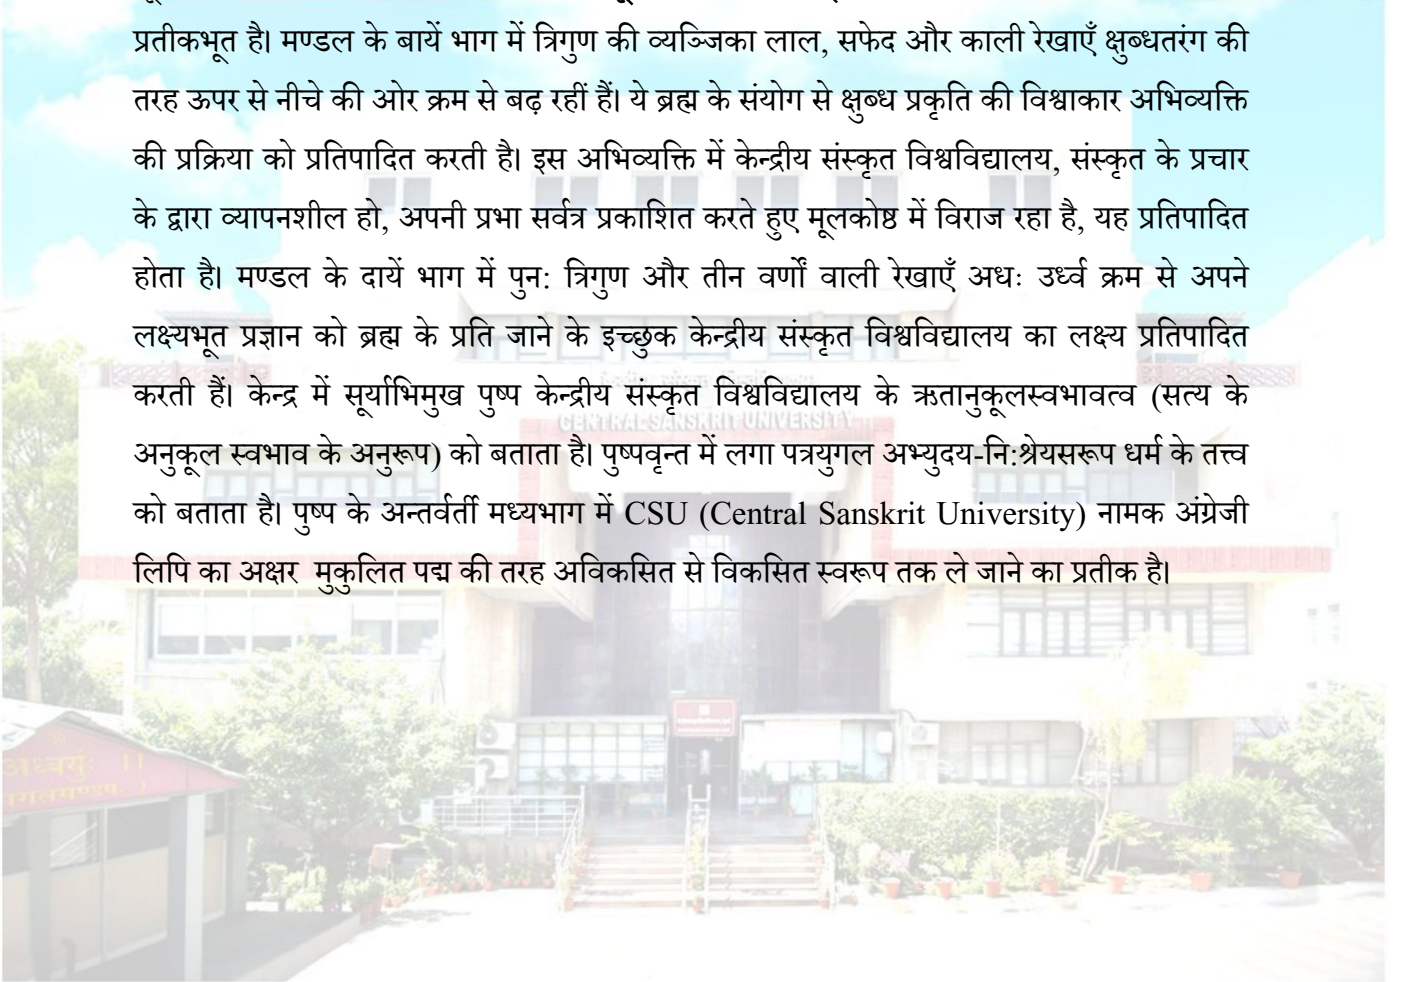 प्रतीकभूत है। मण्डल के बायें भाग में त्रिगुण की व्यञ्जिका लाल, सफेद और काली रेखाएँ क्षुब्धतरंग की
तरह ऊपर से नीचे की ओर क्रम से बढ़ रहीं हैं। ये ब्रह्म के संयोग से क्षुब्ध प्रकृति की विश्वाकार अभिव्यक्ति
की प्रक्रिया को प्रतिपादित करती है। इस अभिव्यक्ति में केन्द्रीय संस्कृत विश्वविद्यालय, संस्कृत के प्रचार
के द्वारा व्यापनशील हो, अपनी प्रभा सर्वत्र प्रकाशित करते हुए मूलकोष्ठ में विराज रहा है, यह प्रतिपादित
होता है। मण्डल के दायें भाग में पुन: त्रिगुण और तीन वर्णों वाली रेखाएँ अधः उर्ध्व क्रम से अपने
लक्ष्यभूत प्रज्ञान को ब्रह्म के प्रति जाने के इच्छुक केन्द्रीय संस्कृत विश्वविद्यालय का लक्ष्य प्रतिपादित
करती हैं। केन्द्र में सूर्याभिमुख पुष्प केन्द्रीय संस्कृत विश्वविद्यालय के ऋतानुकूलस्वभावत्व (सत्य के
CENTRAL SANSKRIT UNIVERSITY
अनुकूल स्वभाव के अनुरूप) को बताता है। पुष्पवृन्त में लगा पत्रयुगल अभ्युदय-नि:श्रेयसरूप धर्म के तत्त्व
को बताता है। पुष्प के अन्तर्वर्ती मध्यभाग में CSU (Central Sanskrit University) नामक अंग्रेजी
लिपि का अक्षर मुकुलित पद्म की तरह अविकसित से विकसित स्वरूप तक ले जाने का प्रतीक है।